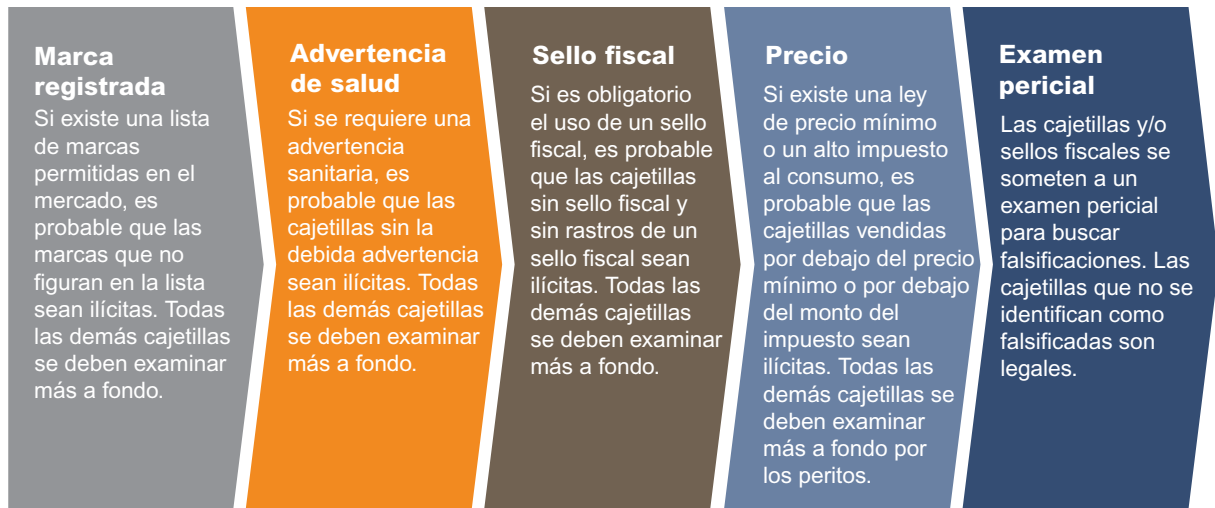 Marca
registrada
Si existe una lista
de marcas
permitidas en el
mercado, es
probable que las
marcas que no
figuran en la lista
sean ilícitas. Todas
las demás cajetillas
se deben examinar
más a fondo.
Advertencia
de salud
Si se requiere una
advertencia
sanitaria, es
probable que las
cajetillas sin la
debida advertencia
sean ilícitas. Todas
las demás cajetillas
se deben examinar
más a fondo.
Sello fiscal
Si es obligatorio
el uso de un sello
fiscal, es probable
que las cajetillas
sin sello fiscal y
sin rastros de un
sello fiscal sean
ilícitas. Todas las
demás cajetillas
se deben examinar
más a fondo.
Precio
Si existe una ley
de precio mínimo
o un alto impuesto
al consumo, es
probable que las
cajetillas vendidas
por debajo del precio
mínimo o por debajo
del monto del
impuesto sean
ilícitas. Todas las
demás cajetillas se
deben examinar
más a fondo por
los peritos.
Examen
pericial
Las cajetillas y/o
sellos fiscales se
someten a un
examen pericial
para buscar
falsificaciones. Las
cajetillas que no se
identifican como
falsificadas son
legales.